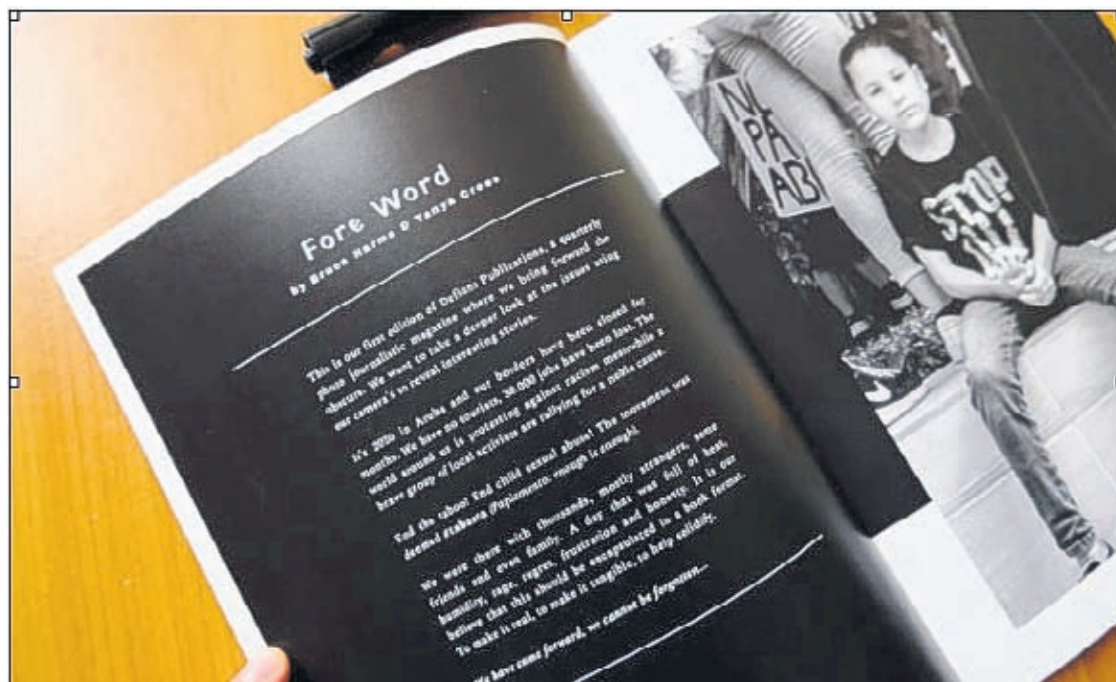 Fore Word
by Bruce Harms & Tanya Croes
This is our first edition of Defiant Publications, a quarterly
photo journalistic magazine where We bring forward the
obscure. We want to take a deeper look at the issues using
our camera's to reveal interesting stories.
It's 2020 in Aruba and our borders have been closed for
months. We have no tourists, 38.000 jobs have been lost. The
world around us is protesting against racism meanwhile a
brave group of local activists are rallying for a noble cause.
End the taboo! End child sexual abuse! The movement was
deemed #Sabasta (Papiamento: enough is enough)
We were there with thousands, mostly strangers, some
friends and even family. A day that was full of heat,
humidity, rage, regret, frustration and honesty. It is our
believe that this should be encapsulated in a book format.
To make it real, to make it tangible, to help solidify.
We have come forward, we cannot be forgotten...
NI
PA
ABI
STOP